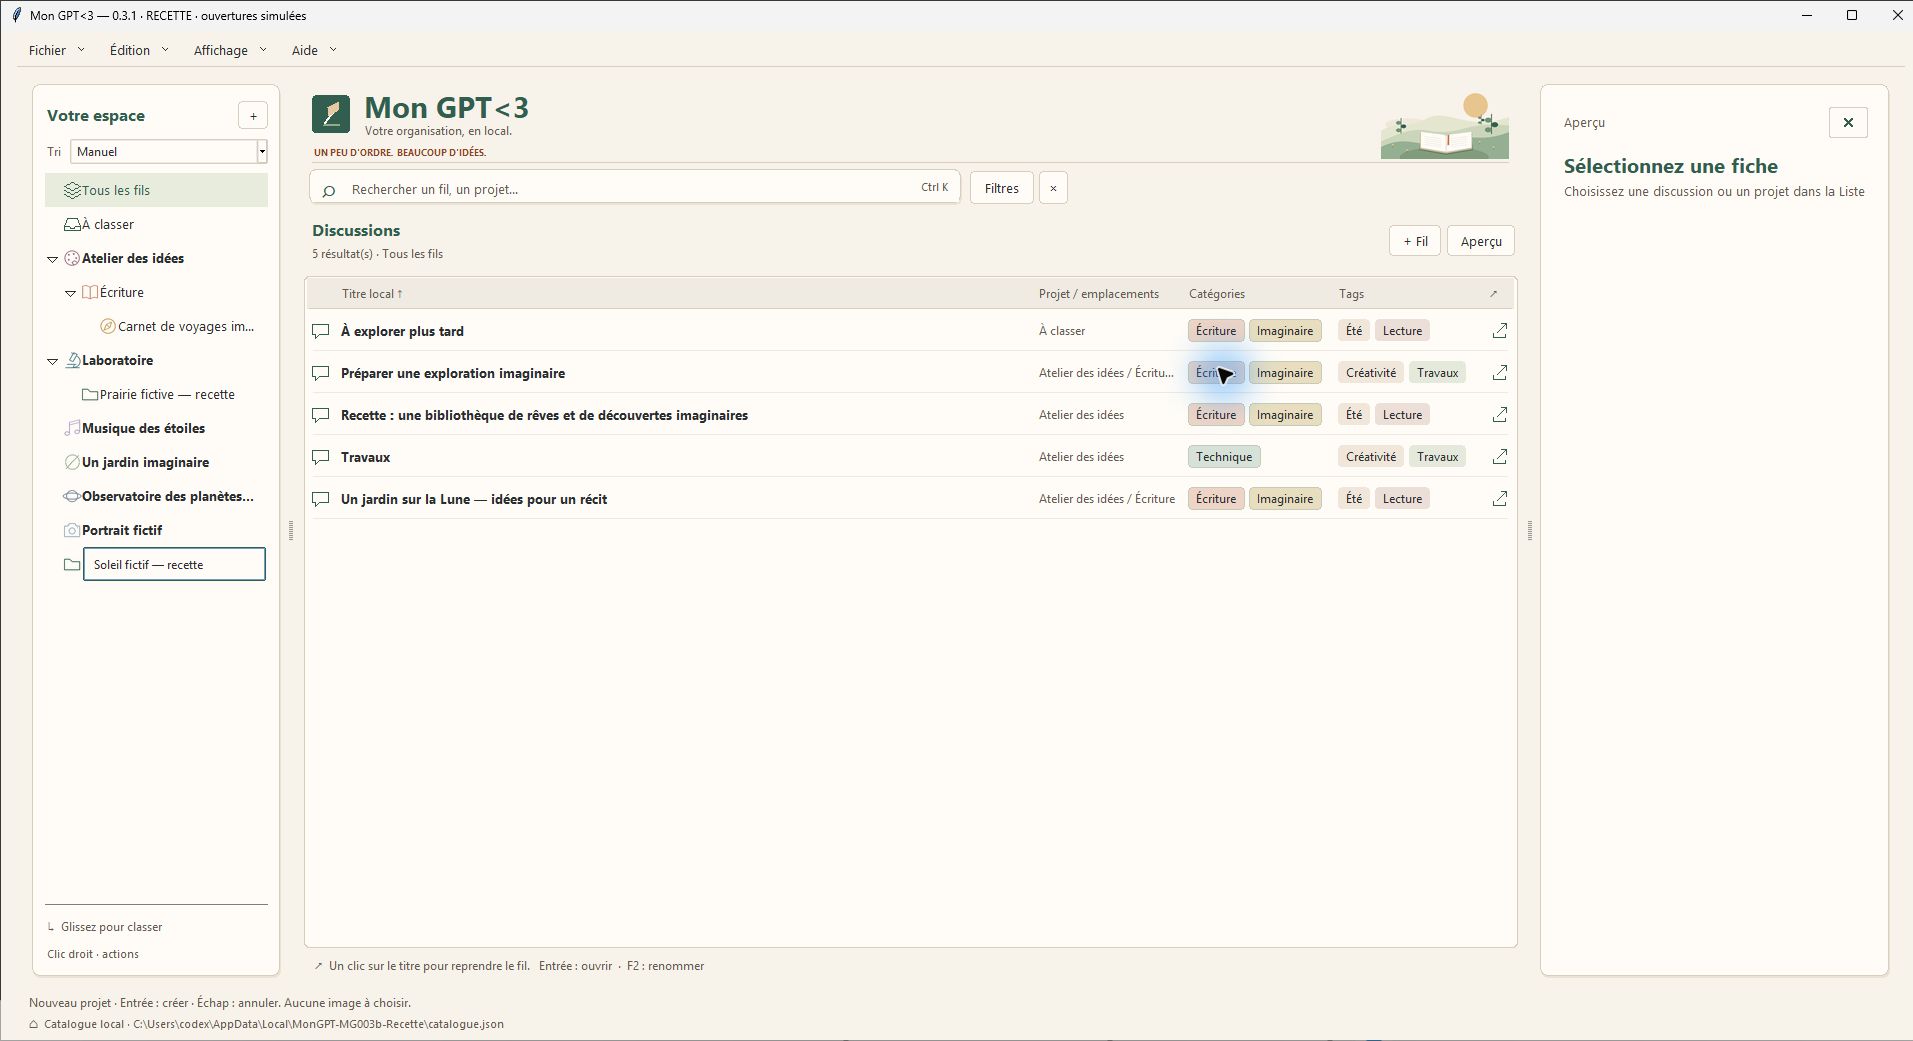 Mon GPT<3 — 0.3.1 · RECETTE · ouvertures simulées
Fichier Édition Affichage Aide
Votre espace +
Tri Manuel
Tous les fils
À classer
Atelier des idées
Écriture
Carnet de voyages im...
Laboratoire
Prairie fictive — recette
Musique des étoiles
Un jardin imaginaire
Observatoire des planètes...
Portrait fictif
Soleil fictif — recette
↳ Glissez pour classer
Clic droit · actions
Mon GPT<3
Votre organisation, en local.
UN PEU D'ORDRE. BEAUCOUP D'IDÉES.
Rechercher un fil, un projet... Ctrl K Filtres ×
Discussions
5 résultat(s) · Tous les fils
+ Fil Aperçu
Titre local ↑ Projet / emplacements Catégories Tags ↗
À explorer plus tard À classer Écriture Imaginaire Été Lecture
Préparer une exploration imaginaire Atelier des idées / Écritu... Imaginaire Créativité Travaux
Recette : une bibliothèque de rêves et de découvertes imaginaires Atelier des idées Écriture Imaginaire Été Lecture
Travaux Atelier des idées Technique Créativité Travaux
Un jardin sur la Lune — idées pour un récit Atelier des idées / Écriture Écriture Imaginaire Été Lecture
↗ Un clic sur le titre pour reprendre le fil. Entrée : ouvrir · F2 : renommer
Aperçu ×
Sélectionnez une fiche
Choisissez une discussion ou un projet dans la Liste
Nouveau projet · Entrée : créer · Échap : annuler. Aucune image à choisir.
⌂ Catalogue local · C:\Users\codex\AppData\Local\MonGPT-MG003b-Recette\catalogue.json